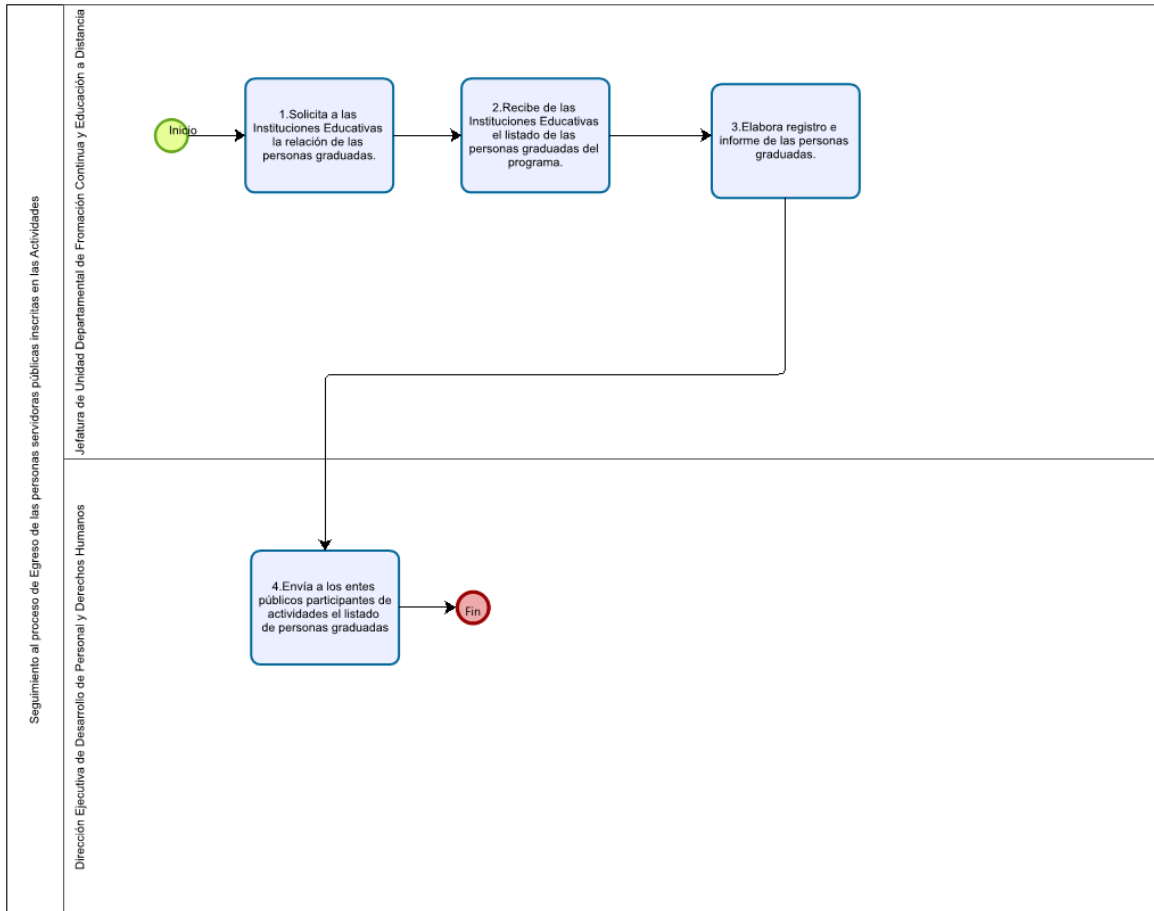 Seguimiento al proceso de Egreso de las personas servidoras públicas inscritas en las Actividades
Jefatura de Unidad Departamental de Fromación Continua y Educación a Distancia
Inicio
1.Solicita a las
Instituciones Educativas
la relación de las
personas graduadas.
2.Recibe de las
Instituciones Educativas
el listado de las
personas graduadas del
programa.
3.Elabora registro e
informe de las personas
graduadas.
Dirección Ejecutiva de Desarrollo de Personal y Derechos Humanos
4.Envía a los entes
públicos participantes de
actividades el listado
de personas graduadas
Fin